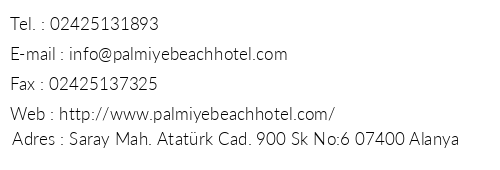 Tel. : 02425131893
E-mail : info@palmiyebeachhotel.com
Fax : 02425137325
Web : http://www.palmiyebeachhotel.com/
Adres : Saray Mah. Atatürk Cad. 900 Sk No:6 07400 Alanya